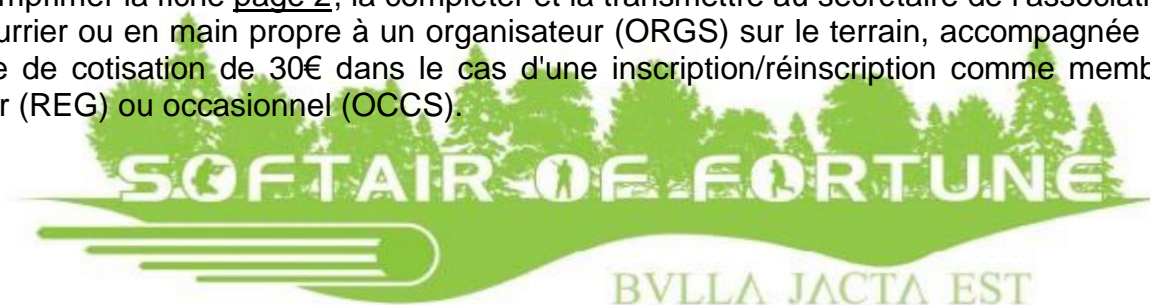 mprimer la fiche page 2, la compléter et la transmettre au secrétaire de l'associati
urrier ou en main propre à un organisateur (ORGS) sur le terrain, accompagnée
e de cotisation de 30€ dans le cas d'une inscription/réinscription comme memb
r (REG) ou occasionnel (OCCS).
SOFTAIR OF FORTUNE
BVLLA JACTA EST